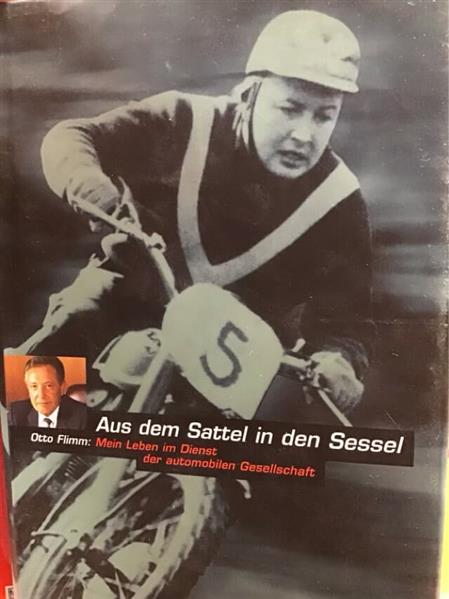 5
Aus dem Sattel in den Sessel
Otto Flimm: Mein Leben im Dienst
der automobilen Gesellschaft